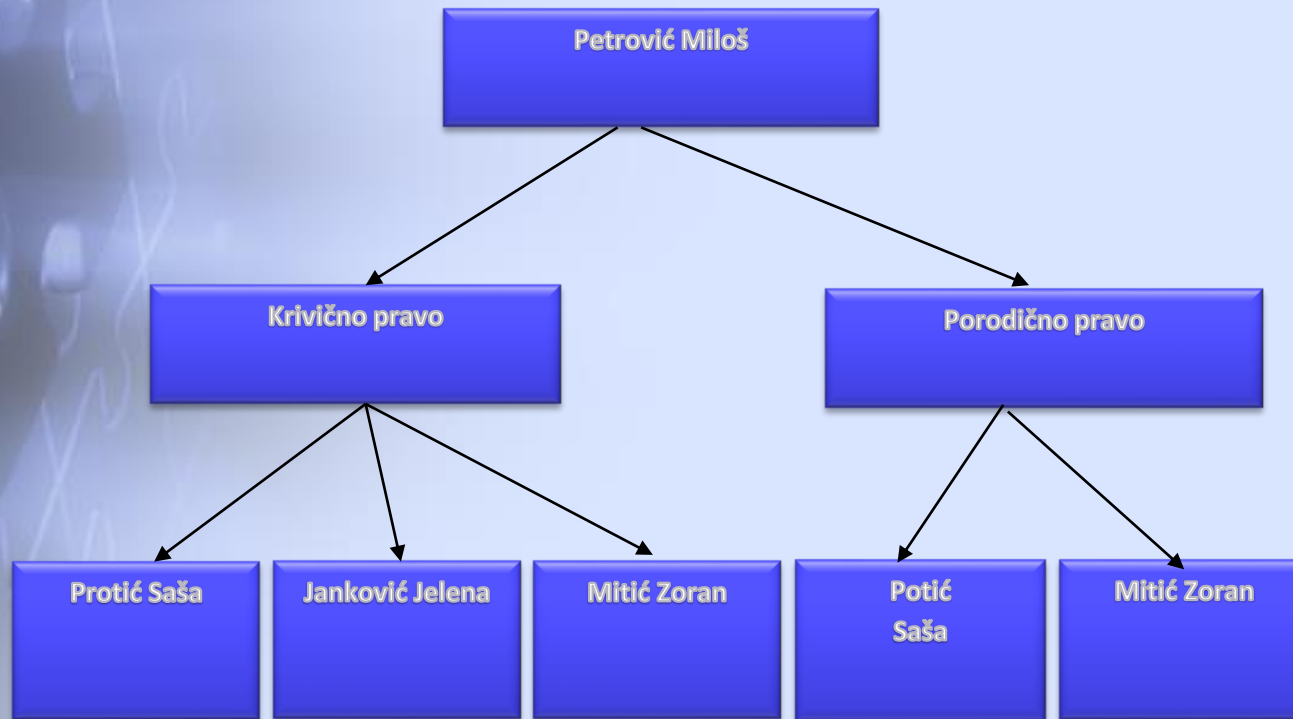 Petrović Miloš
Krivično pravo
Porodično pravo
Protić Saša
Janković Jelena
Mitić Zoran
Potić
Saša
Mitić Zoran